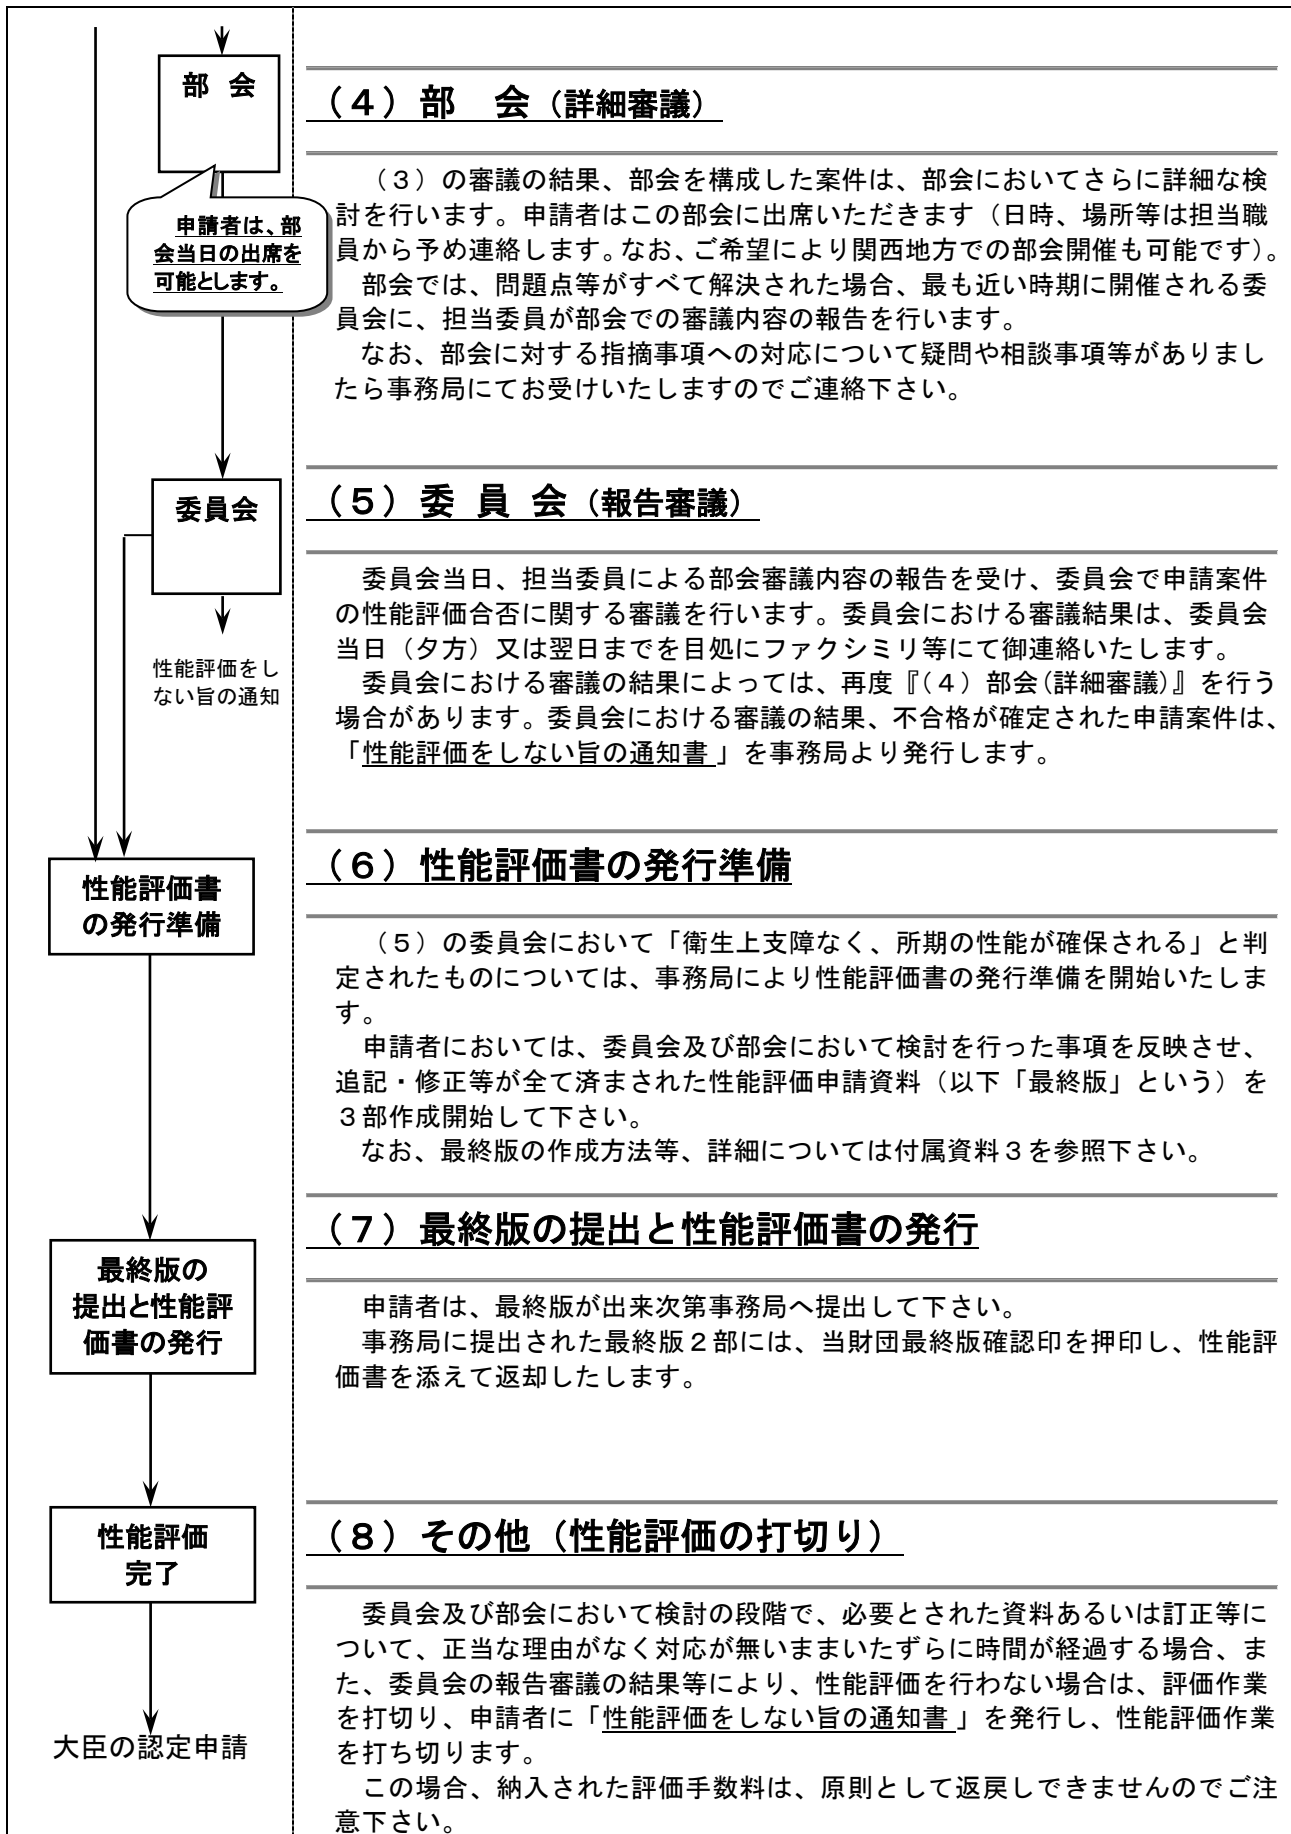 部 会
申請者は、部
会当日の出席を
可能とします。
委員会
性能評価をし
ない旨の通知
性能評価書
の発行準備
最終版の
提出と性能評
価書の発行
性能評価
完了
大臣の認定申請
（４）部　会（詳細審議）
（３）の審議の結果、部会を構成した案件は、部会においてさらに詳細な検
討を行います。申請者はこの部会に出席いただきます（日時、場所等は担当職
員から予め連絡します。なお、ご希望により関西地方での部会開催も可能です）。
部会では、問題点等がすべて解決された場合、最も近い時期に開催される委
員会に、担当委員が部会での審議内容の報告を行います。
なお、部会に対する指摘事項への対応について疑問や相談事項等がありまし
たら事務局にてお受けいたしますのでご連絡下さい。
（５）委 員 会（報告審議）
委員会当日、担当委員による部会審議内容の報告を受け、委員会で申請案件
の性能評価合否に関する審議を行います。委員会における審議結果は、委員会
当日（夕方）又は翌日までを目処にファクシミリ等にて御連絡いたします。
委員会における審議の結果によっては、再度『（４）部会(詳細審議)』を行う
場合があります。委員会における審議の結果、不合格が確定された申請案件は、
「性能評価をしない旨の通知書」を事務局より発行します。
（６）性能評価書の発行準備
（５）の委員会において「衛生上支障なく、所期の性能が確保される」と判
定されたものについては、事務局により性能評価書の発行準備を開始いたしま
す。
申請者においては、委員会及び部会において検討を行った事項を反映させ、
追記・修正等が全て済まされた性能評価申請資料（以下「最終版」という）を
３部作成開始して下さい。
なお、最終版の作成方法等、詳細については付属資料３を参照下さい。
（７）最終版の提出と性能評価書の発行
申請者は、最終版が出来次第事務局へ提出して下さい。
事務局に提出された最終版２部には、当財団最終版確認印を押印し、性能評
価書を添えて返却したします。
（８）その他（性能評価の打切り）
委員会及び部会において検討の段階で、必要とされた資料あるいは訂正等に
ついて、正当な理由がなく対応が無いままいたずらに時間が経過する場合、ま
た、委員会の報告審議の結果等により、性能評価を行わない場合は、評価作業
を打切り、申請者に「性能評価をしない旨の通知書」を発行し、性能評価作業
を打ち切ります。
この場合、納入された評価手数料は、原則として返戻しできませんのでご注
意下さい。